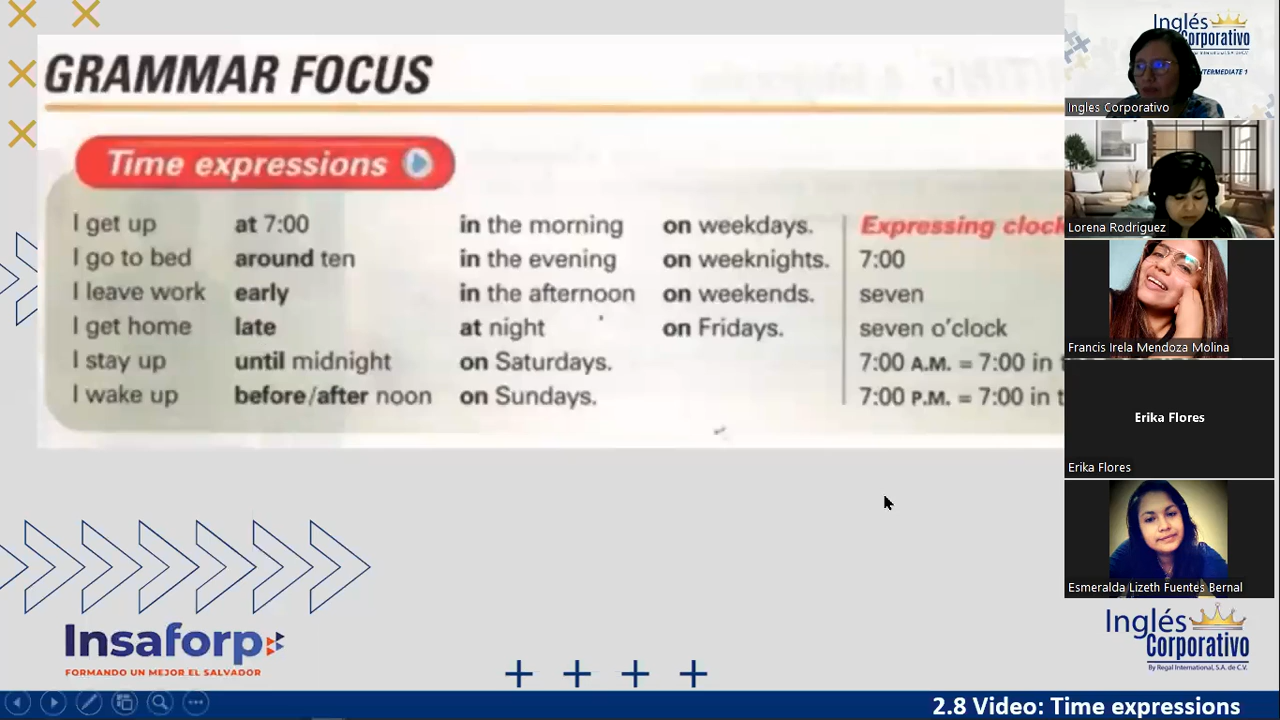 GRAMMAR FOCUS
Time expressions
I get up at 7:00 in the morning on weekdays.
I go to bed around ten in the evening on weeknights.
I leave work early in the afternoon on weekends.
I get home late at night on Fridays.
I stay up until midnight on Saturdays.
I wake up before/after noon on Sundays.
Expressing clock
7:00
seven
seven o'clock
7:00 A.M. = 7:00 in
7:00 P.M. = 7:00 in
Inglés
Corporativo
INTERMEDIATE 1
Ingles Corporativo
Lorena Rodriguez
Francis Irela Mendoza Molina
Erika Flores
Erika Flores
Esmeralda Lizeth Fuentes Bernal
Insaforp
FORMANDO UN MEJOR EL SALVADOR
Inglés
Corporativo
By Regal International, S.A. de C.V.
2.8 Video: Time expressions